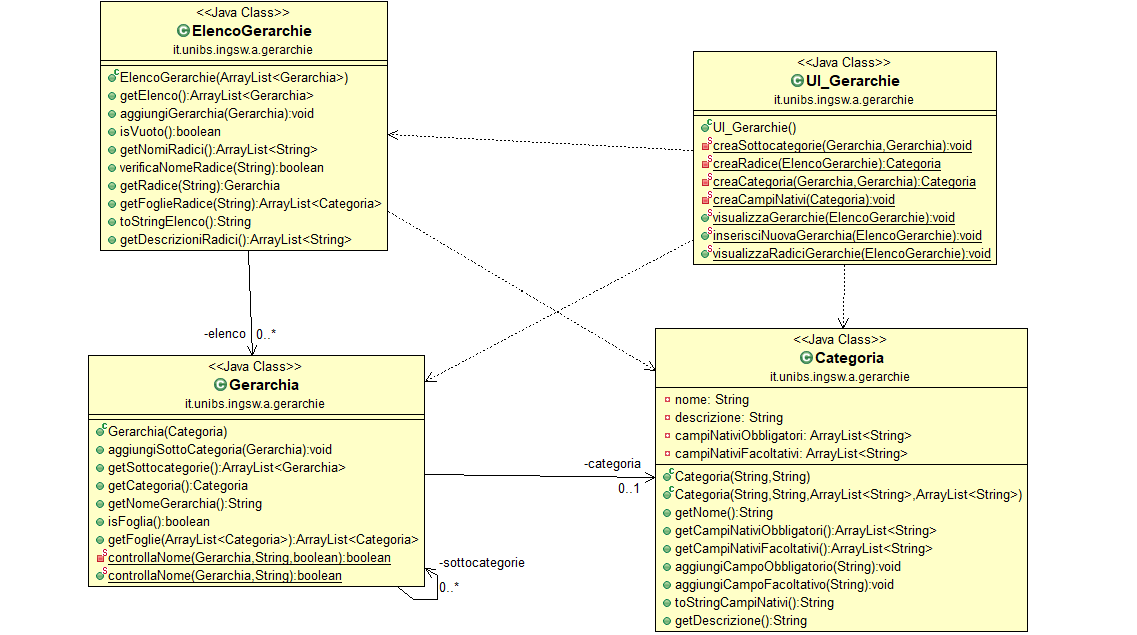 <<Java Class>>
ElencoGerarchie
it.unibs.ingsw.a.gerarchie
ElencoGerarchie(ArrayList<Gerarchia>)
getElenco():ArrayList<Gerarchia>
aggiungiGerarchia(Gerarchia):void
isVuoto():boolean
getNomiRadici():ArrayList<String>
verificaNomeRadice(String):boolean
getRadice(String):Gerarchia
getFoglieRadice(String):ArrayList<Categoria>
toStringElenco():String
getDescrizioniRadici():ArrayList<String>
<<Java Class>>
UI_Gerarchie
it.unibs.ingsw.a.gerarchie
UI_Gerarchie()
creaSottocategorie(Gerarchia,Gerarchia):void
creaRadice(ElencoGerarchie):Categoria
creaCategoria(Gerarchia,Gerarchia):Categoria
creaCampiNativi(Categoria):void
visualizzaGerarchie(ElencoGerarchie):void
inserisciNuovaGerarchia(ElencoGerarchie):void
visualizzaRadiciGerarchie(ElencoGerarchie):void
-elenco 0..*
<<Java Class>>
Gerarchia
it.unibs.ingsw.a.gerarchie
Gerarchia(Categoria)
aggiungiSottoCategoria(Gerarchia):void
getSottocategorie():ArrayList<Gerarchia>
getCategoria():Categoria
getNomeGerarchia():String
isFoglia():boolean
getFoglie(ArrayList<Categoria>):ArrayList<Categoria>
controllaNome(Gerarchia,String,boolean):boolean
controllaNome(Gerarchia,String):boolean
-sottocategorie
0..*
-categoria
0..1
<<Java Class>>
Categoria
it.unibs.ingsw.a.gerarchie
nome: String
descrizione: String
campiNativiObbligatori: ArrayList<String>
campiNativiFacoltativi: ArrayList<String>
Categoria(String,String)
Categoria(String,String,ArrayList<String>,ArrayList<String>)
getNome():String
getCampiNativiObbligatori():ArrayList<String>
getCampiNativiFacoltativi():ArrayList<String>
aggiungiCampoObbligatorio(String):void
aggiungiCampoFacoltativo(String):void
toStringCampiNativi():String
getDescrizione():String